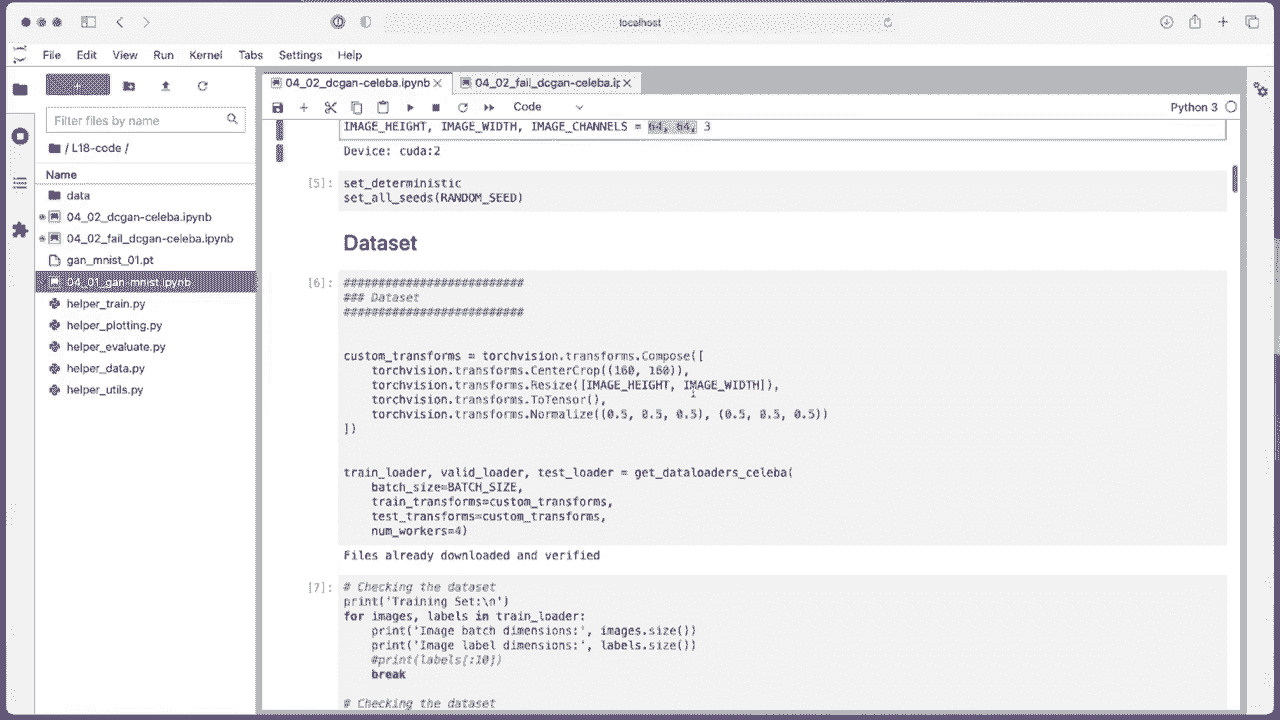 localhost
File Edit View Run Kernel Tabs Settings Help
04_02_dcgan-celeba.ipynb
04_02_fail_dcgan-celeba.ip
Code
Python 3
Filter files by name
/ L18-code /
Name
data
04_02_dcgan-celeba.ipynb
04_02_fail_dcgan-celeba.ipynb
gan_mnist_01.pt
04_01_gan-mnist.ipynb
helper_train.py
helper_plotting.py
helper_evaluate.py
helper_data.py
helper_utils.py
IMAGE_HEIGHT, IMAGE_WIDTH, IMAGE_CHANNELS = 64, 64, 3
Device: cuda:2
[5]:
set_deterministic
set_all_seeds(RANDOM_SEED)
Dataset
[6]:
##########################
### Dataset
##########################
custom_transforms = torchvision.transforms.Compose([
torchvision.transforms.CenterCrop((160, 160)),
torchvision.transforms.Resize([IMAGE_HEIGHT, IMAGE_WIDTH]),
torchvision.transforms.ToTensor(),
torchvision.transforms.Normalize((0.5, 0.5, 0.5), (0.5, 0.5, 0.5))
])
train_loader, valid_loader, test_loader = get_dataloaders_celeba(
batch_size=BATCH_SIZE,
train_transforms=custom_transforms,
test_transforms=custom_transforms,
num_workers=4)
Files already downloaded and verified
[7]:
# Checking the dataset
print('Training Set:\n')
for images, labels in train_loader:
print('Image batch dimensions:', images.size())
print('Image label dimensions:', labels.size())
#print(labels[:10])
break
# Checking the dataset